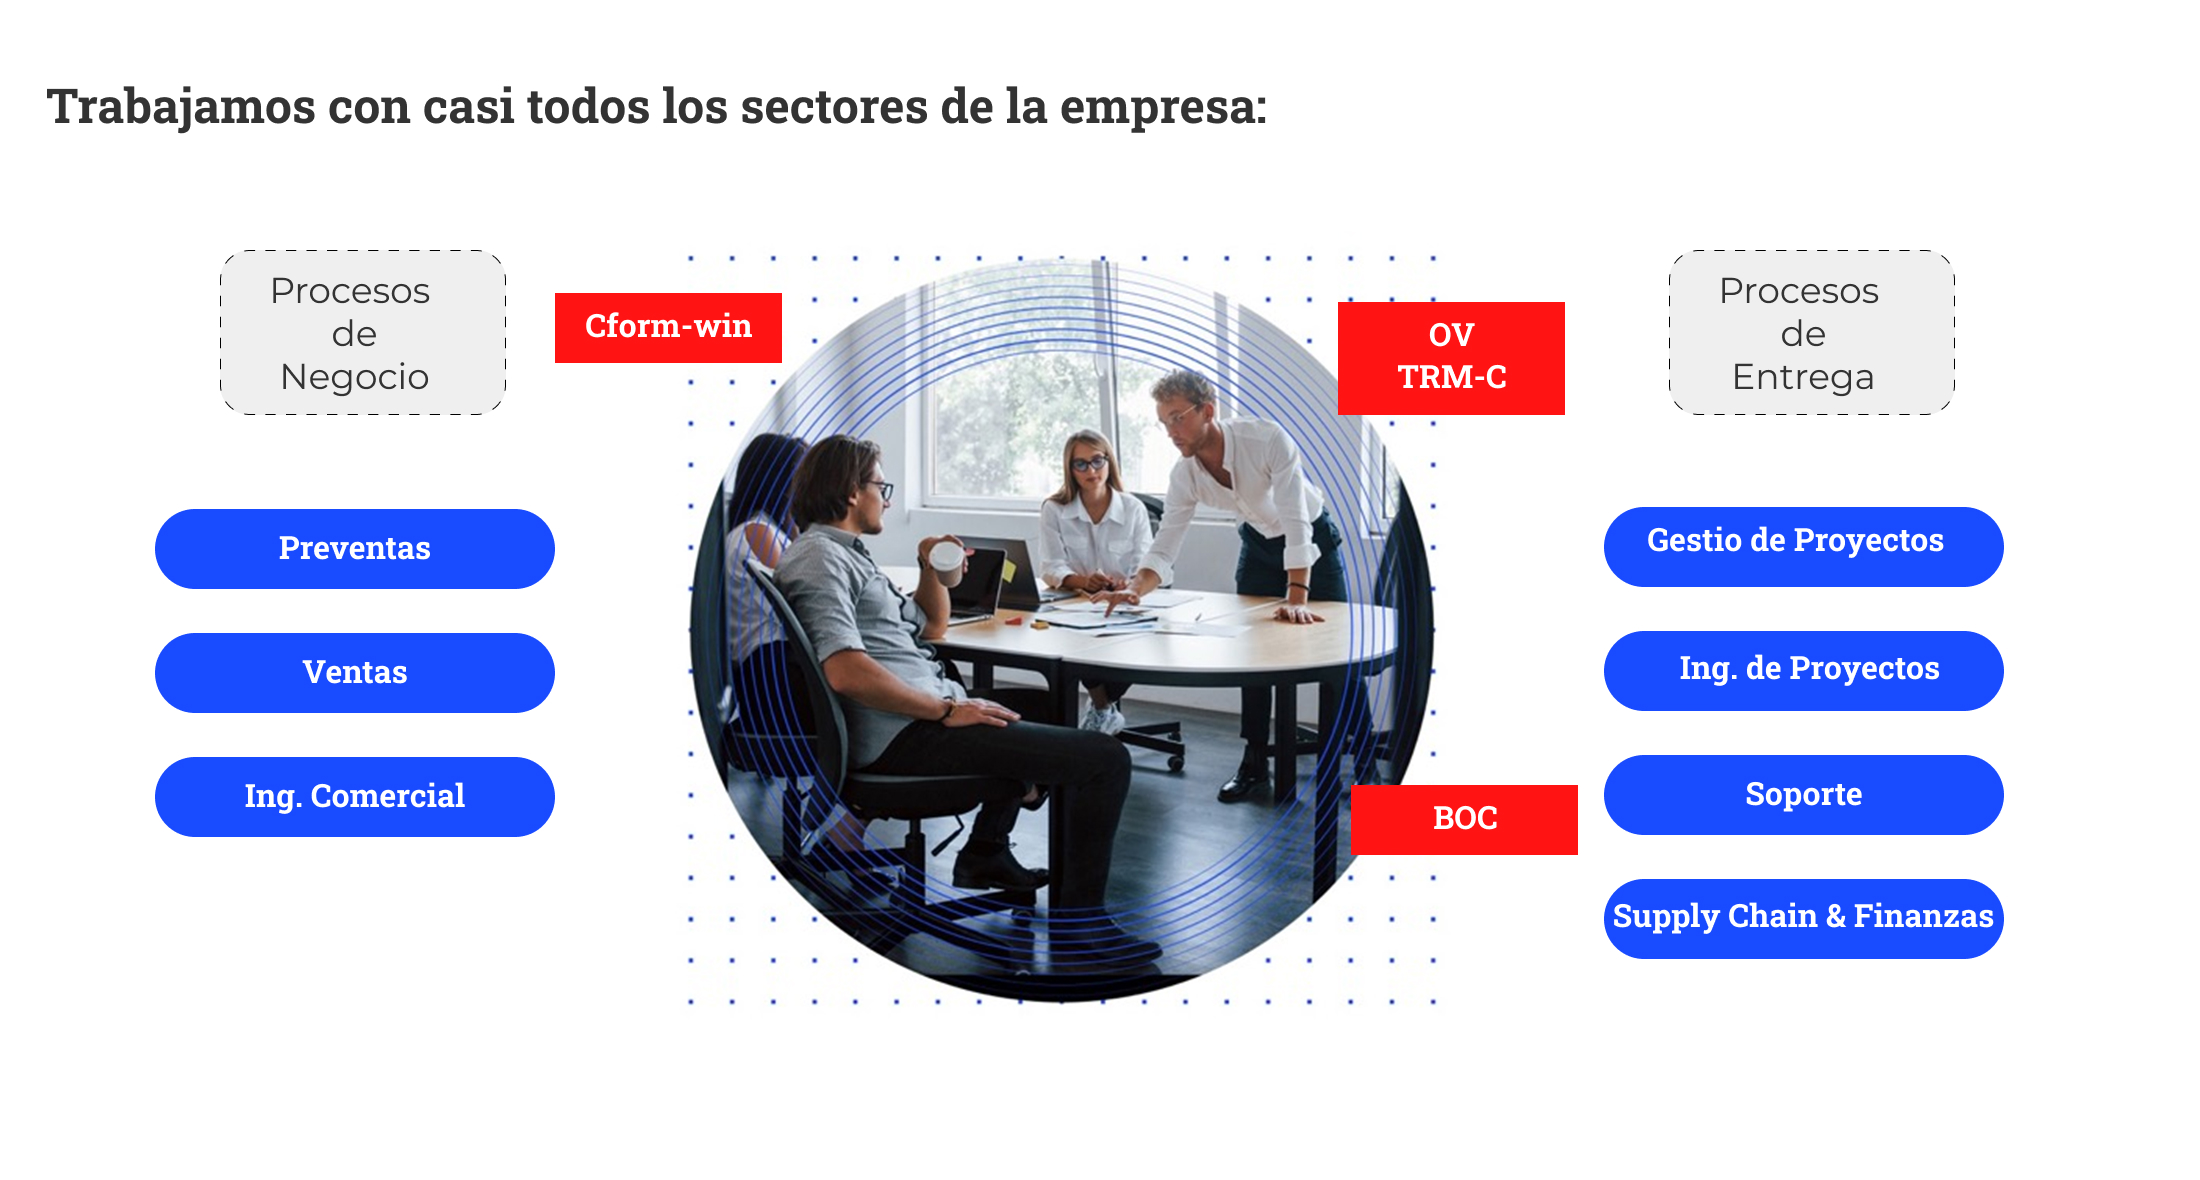 Trabajamos con casi todos los sectores de la empresa:
Procesos
de
Negocio
Cform-win
Preventas
Ventas
Ing. Comercial
OV
TRM-C
BOC
Procesos
de
Entrega
Gestio de Proyectos
Ing. de Proyectos
Soporte
Supply Chain & Finanzas